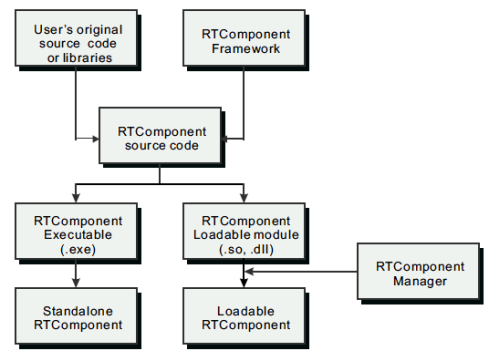 User's original
source code
or libraries
RTComponent
Framework
RTComponent
source code
RTComponent
Executable
(.exe)
RTComponent
Loadable module
(.so, .dll)
RTComponent
Manager
Standalone
RTComponent
Loadable
RTComponent